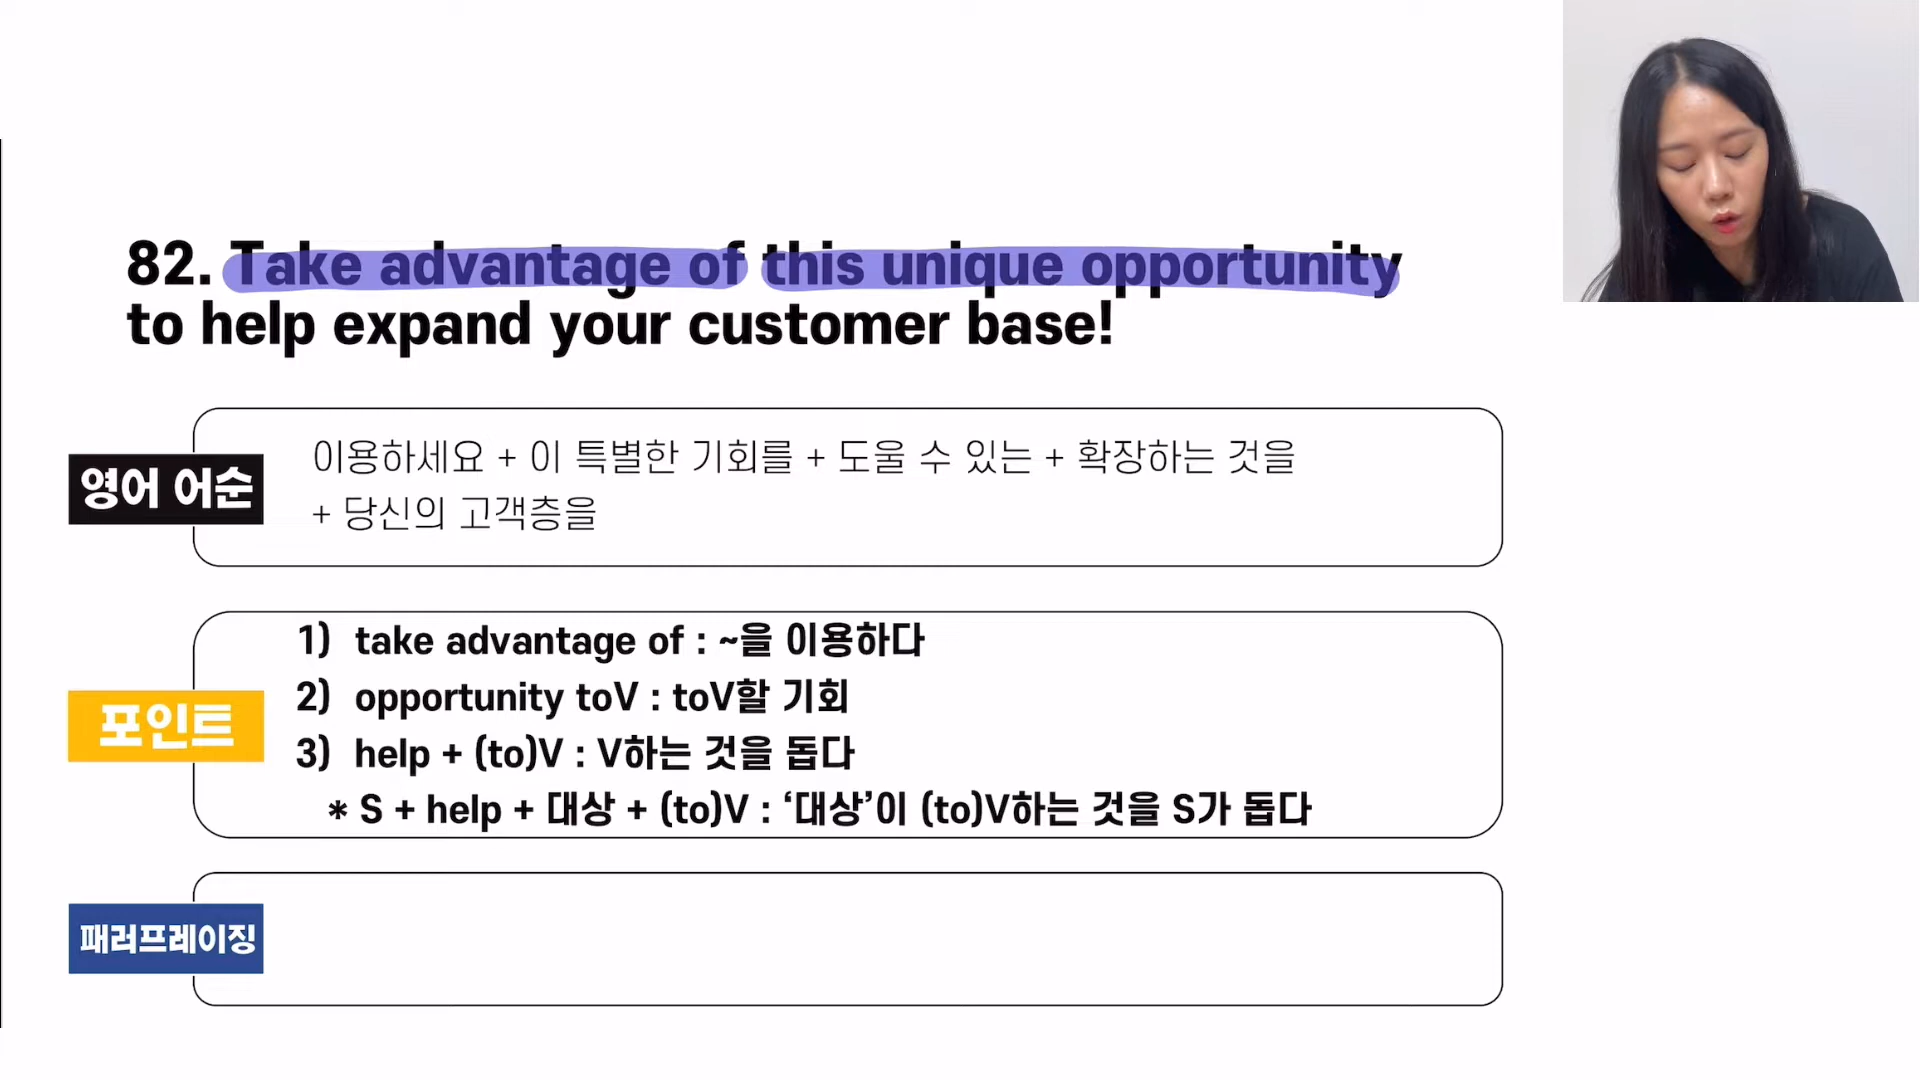 82. Take advantage of this unique opportunity
to help expand your customer base!
영어 어순
이용하세요 + 이 특별한 기회를 + 도울 수 있는 + 확장하는 것을
+ 당신의 고객층을
포인트
1) take advantage of : ~을 이용하다
2) opportunity toV : toV할 기회
3) help + (to)V : V하는 것을 돕다
* S + help + 대상 + (to)V : ‘대상’이 (to)V하는 것을 S가 돕다
패러프레이징